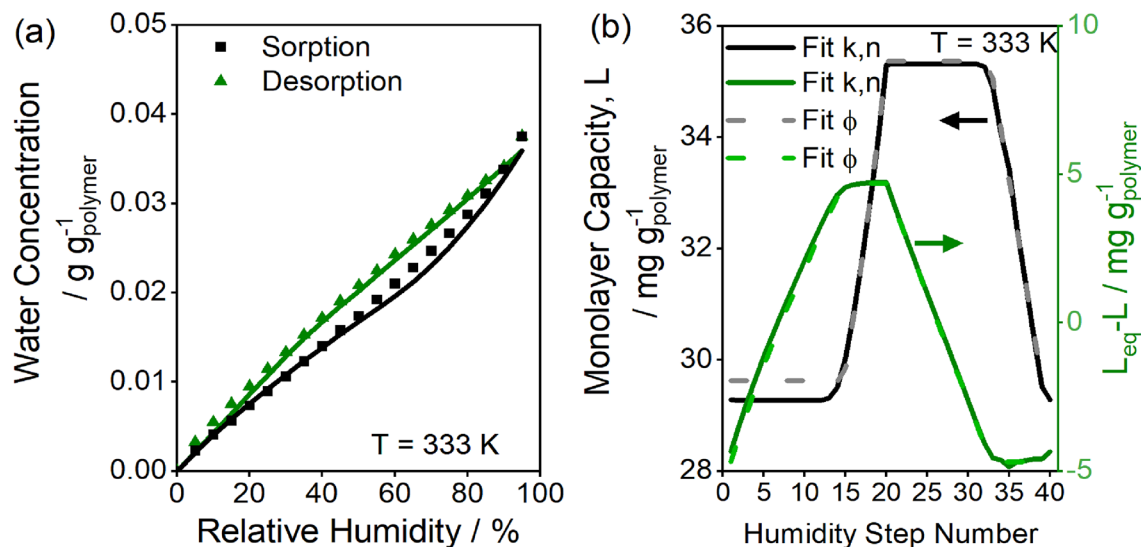 (a)
0.05
0.04
0.03
0.02
0.01
0.00
Water Concentration
/ g g⁻¹polymer
Sorption
Desorption
T = 333 K
0 20 40 60 80 100
Relative Humidity / %
(b)
36
34
32
30
28
Monolayer Capacity, L
/ mg g⁻¹polymer
Fit k,n
Fit k,n
Fit ϕ
Fit ϕ
T = 333 K
10
5
0
-5
Leq-L / mg g⁻¹polymer
0 5 10 15 20 25 30 35 40
Humidity Step Number